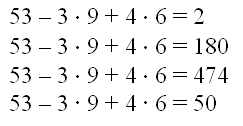 53 – 3 · 9 + 4 · 6 = 2
53 – 3 · 9 + 4 · 6 = 180
53 – 3 · 9 + 4 · 6 = 474
53 – 3 · 9 + 4 · 6 = 50